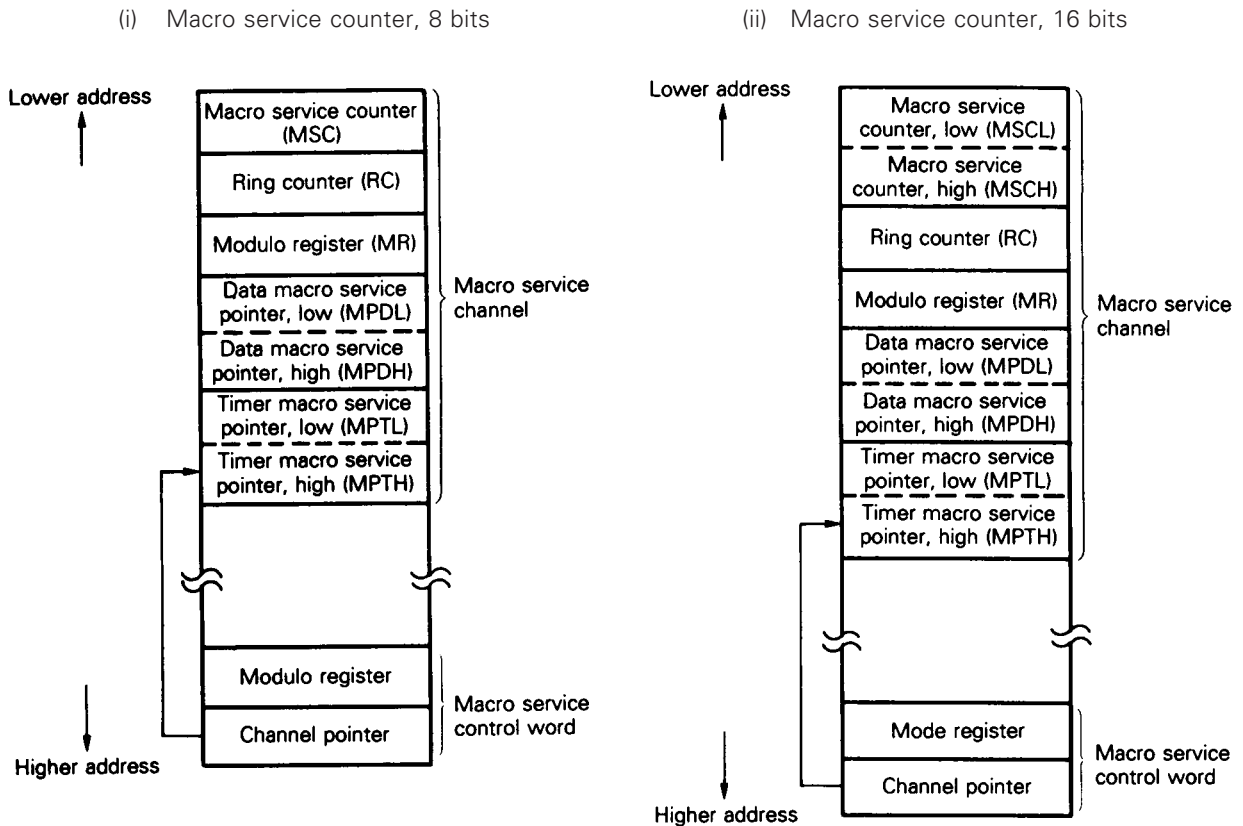 (i) Macro service counter, 8 bits
Lower address
Macro service counter
(MSC)
Ring counter (RC)
Modulo register (MR)
Data macro service
pointer, low (MPDL)
Data macro service
pointer, high (MPDH)
Timer macro service
pointer, low (MPTL)
Timer macro service
pointer, high (MPTH)
Macro service
channel
Modulo register
Channel pointer
Macro service
control word
Higher address
(ii) Macro service counter, 16 bits
Lower address
Macro service
counter, low (MSCL)
Macro service
counter, high (MSCH)
Ring counter (RC)
Modulo register (MR)
Data macro service
pointer, low (MPDL)
Data macro service
pointer, high (MPDH)
Timer macro service
pointer, low (MPTL)
Timer macro service
pointer, high (MPTH)
Macro service
channel
Mode register
Channel pointer
Macro service
control word
Higher address